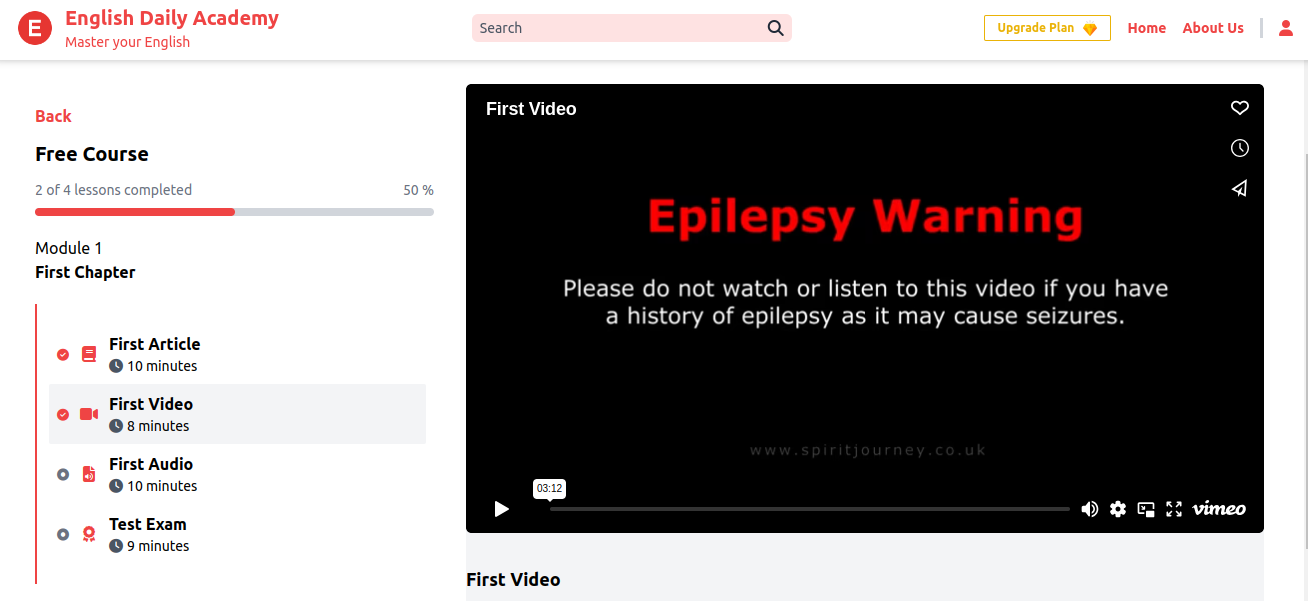 E
English Daily Academy
Master your English
Search
Upgrade Plan
Home
About Us
Back
Free Course
2 of 4 lessons completed
50 %
Module 1
First Chapter
First Article
10 minutes
First Video
8 minutes
First Audio
10 minutes
Test Exam
9 minutes
First Video
Epilepsy Warning
Please do not watch or listen to this video if you have
a history of epilepsy as it may cause seizures.
www.spiritjourney.co.uk
03:12
vimeo
First Video